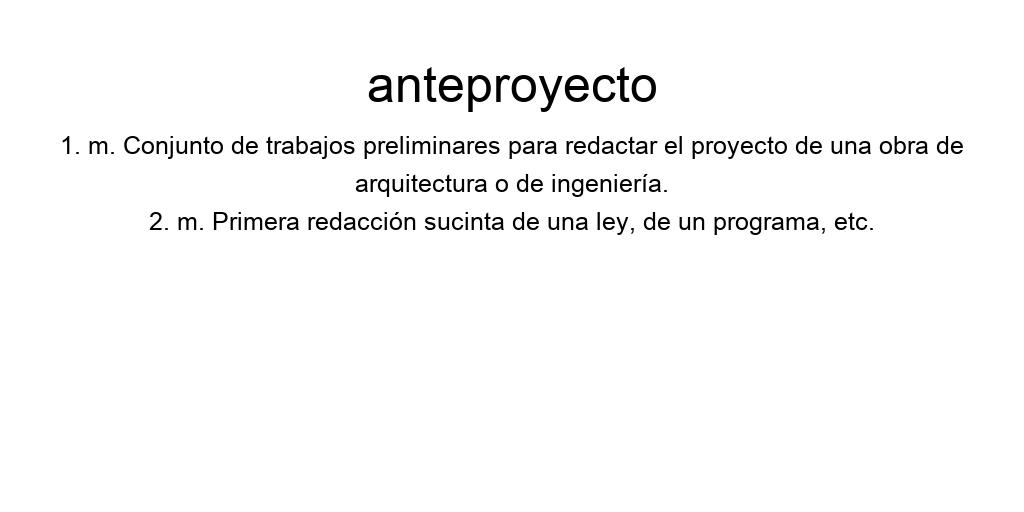 anteproyecto
1. m. Conjunto de trabajos preliminares para redactar el proyecto de una obra de
arquitectura o de ingeniería.
2. m. Primera redacción sucinta de una ley, de un programa, etc.